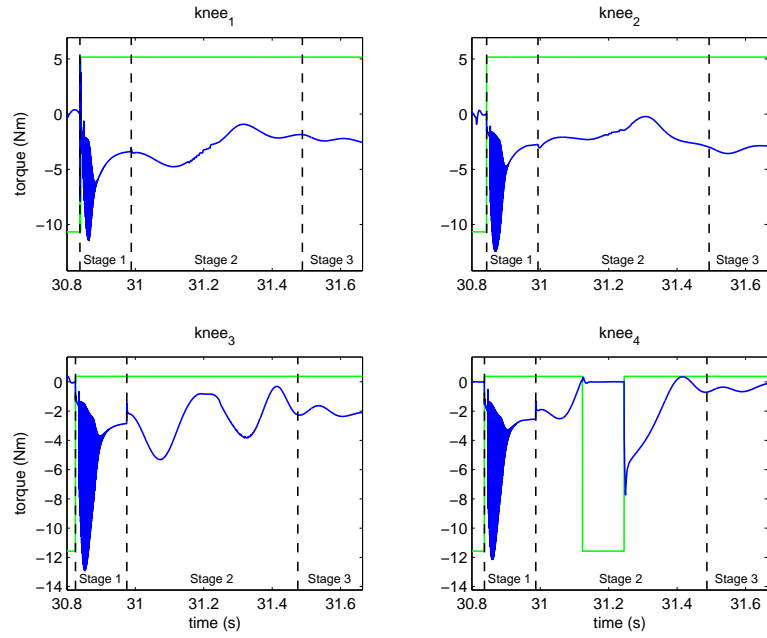 knee1
knee2
torque (Nm)
5
0
−5
−10
Stage 1
Stage 2
Stage 3
30.8
31
31.2
31.4
31.6
5
0
−5
−10
Stage 1
Stage 2
Stage 3
30.8
31
31.2
31.4
31.6
knee3
knee4
torque (Nm)
0
−2
−4
−6
−8
−10
−12
−14
Stage 1
Stage 2
Stage 3
30.8
31
31.2
31.4
31.6
time (s)
0
−2
−4
−6
−8
−10
−12
−14
Stage 1
Stage 2
Stage 3
30.8
31
31.2
31.4
31.6
time (s)